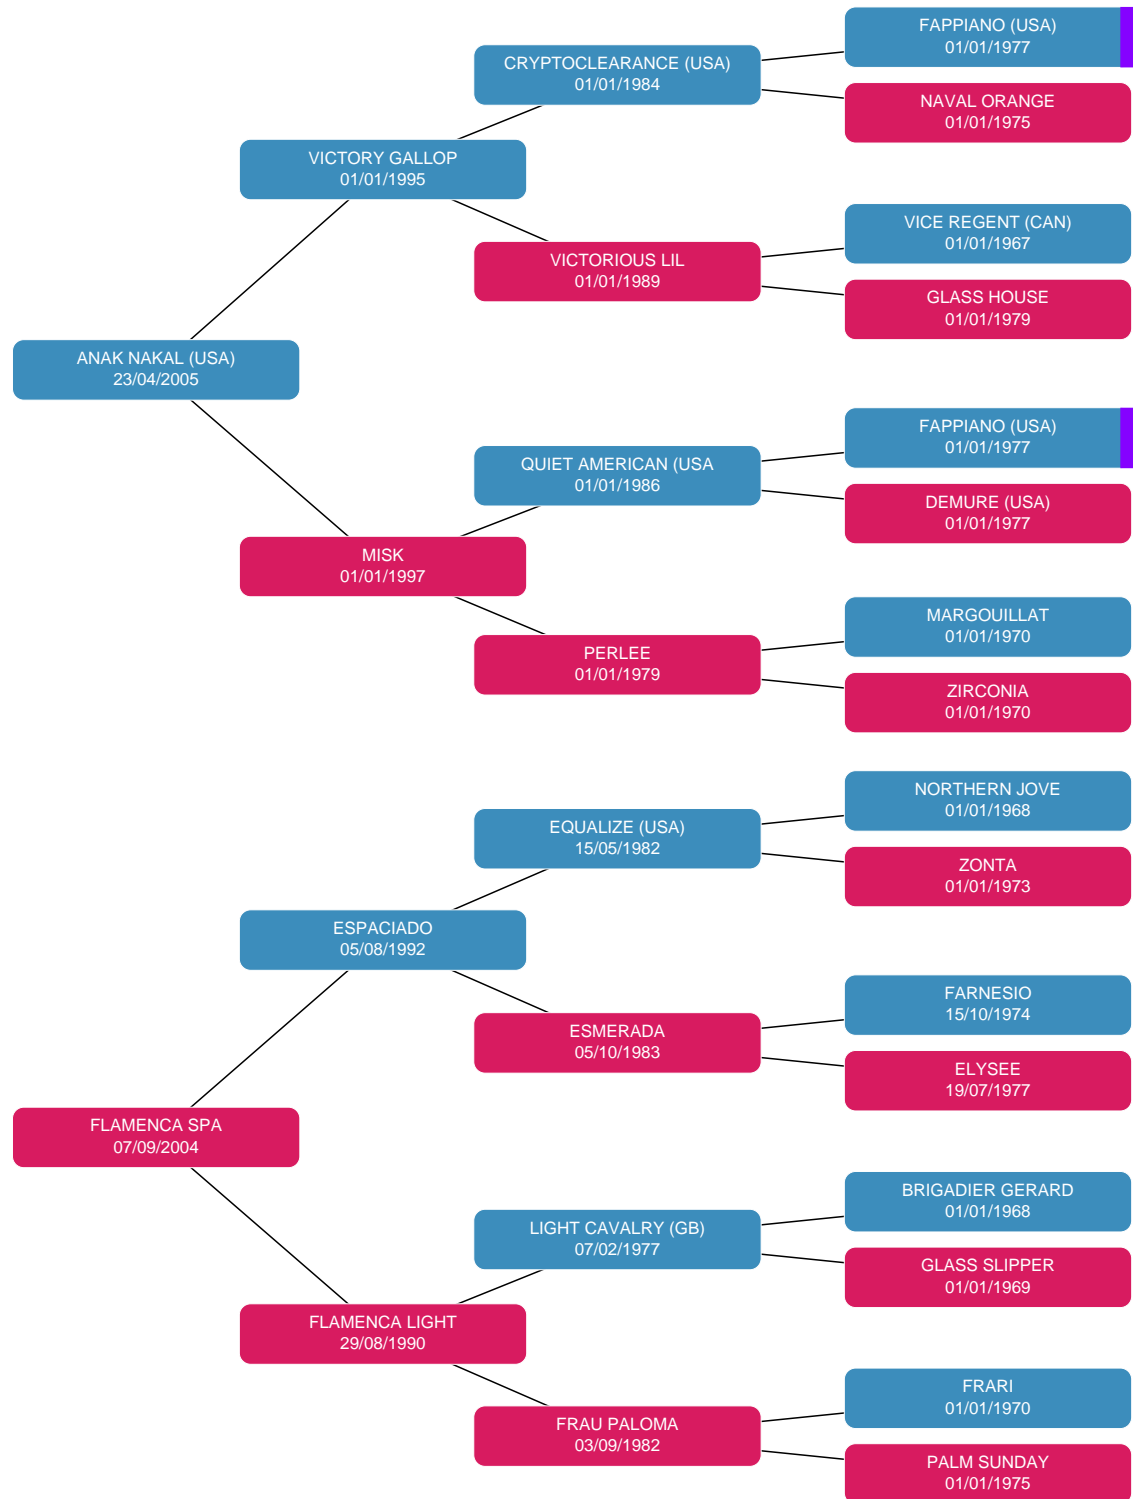 FAPPIANO (USA)
01/01/1977
CRYPTOCLEARANCE (USA)
01/01/1984
NAVAL ORANGE
01/01/1975
VICTORY GALLOP
01/01/1995
VICE REGENT (CAN)
01/01/1967
VICTORIOUS LIL
01/01/1989
GLASS HOUSE
01/01/1979
ANAK NAKAL (USA)
23/04/2005
FAPPIANO (USA)
01/01/1977
QUIET AMERICAN (USA
01/01/1986
DEMURE (USA)
01/01/1977
MISK
01/01/1997
MARGOUILLAT
01/01/1970
PERLEE
01/01/1979
ZIRCONIA
01/01/1970
NORTHERN JOVE
01/01/1968
EQUALIZE (USA)
15/05/1982
ZONTA
01/01/1973
ESPACIADO
05/08/1992
FARNESIO
15/10/1974
ESMERADA
05/10/1983
ELYSEE
19/07/1977
FLAMENCA SPA
07/09/2004
BRIGADIER GERARD
01/01/1968
LIGHT CAVALRY (GB)
07/02/1977
GLASS SLIPPER
01/01/1969
FLAMENCA LIGHT
29/08/1990
FRARI
01/01/1970
FRAU PALOMA
03/09/1982
PALM SUNDAY
01/01/1975